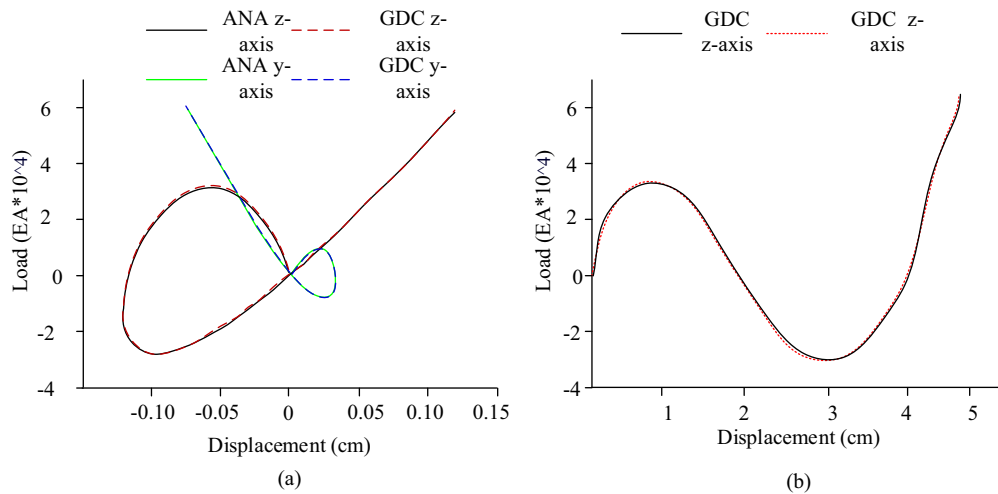 ANA z-axis
GDC z-axis
ANA y-axis
GDC y-axis
Load (EA*10^4)
6
4
2
0
-2
-4
-0.10
-0.05
0
0.05
0.10
0.15
Displacement (cm)
(a)
GDC z-axis
GDC z-axis
Load (EA*10^4)
6
4
2
0
-2
-4
1
2
3
4
5
Displacement (cm)
(b)